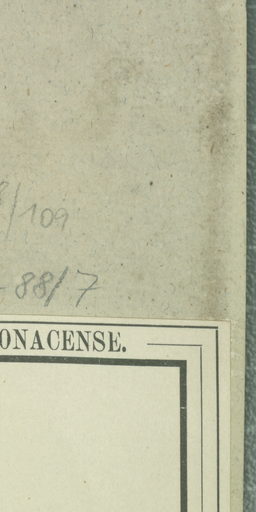 /109
- 88/7
ONACENSE.